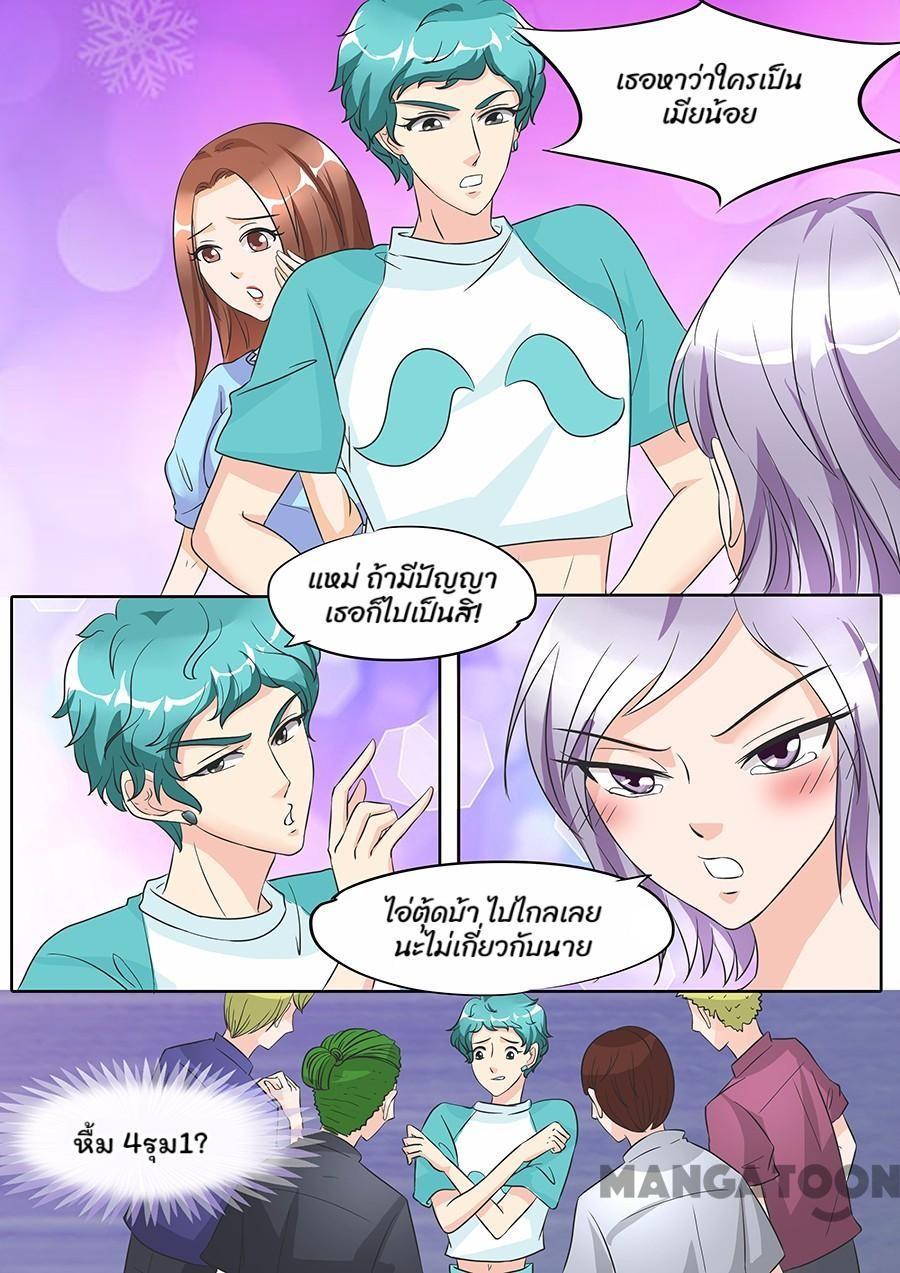 เธอหาว่าใครเป็น
เมียน้อย
แหม่ ถ้ามีปัญญา
เธอก็ไปเป็นสิ!
ไอ่ตุ้ดบ้า ไปไกลเลย
นะไม่เกี่ยวกับนาย
หื้ม 4รุม1?
MANGATOON